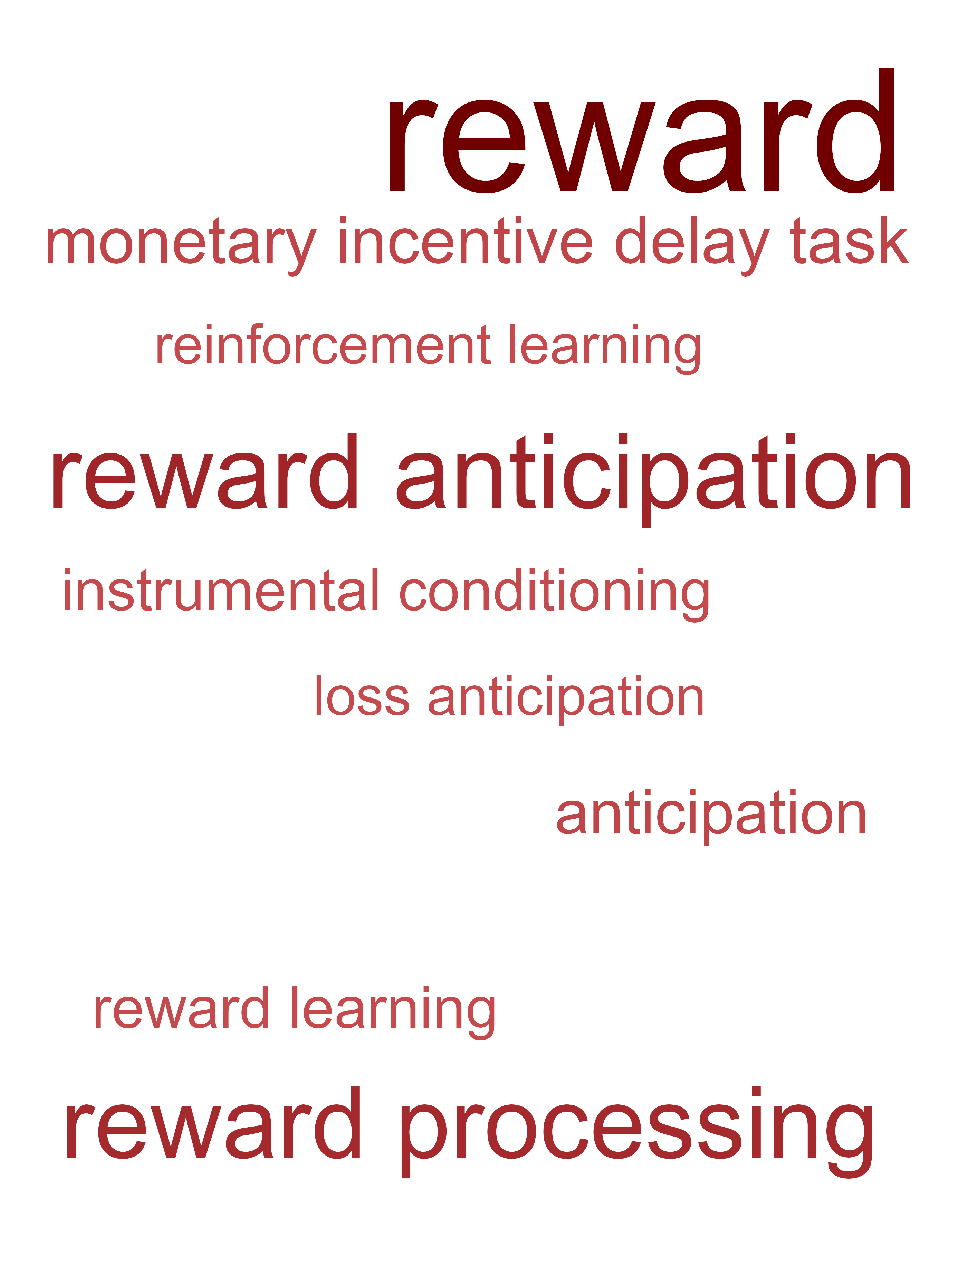 reward
monetary incentive delay task
reinforcement learning
reward anticipation
instrumental conditioning
loss anticipation
anticipation
reward learning
reward processing